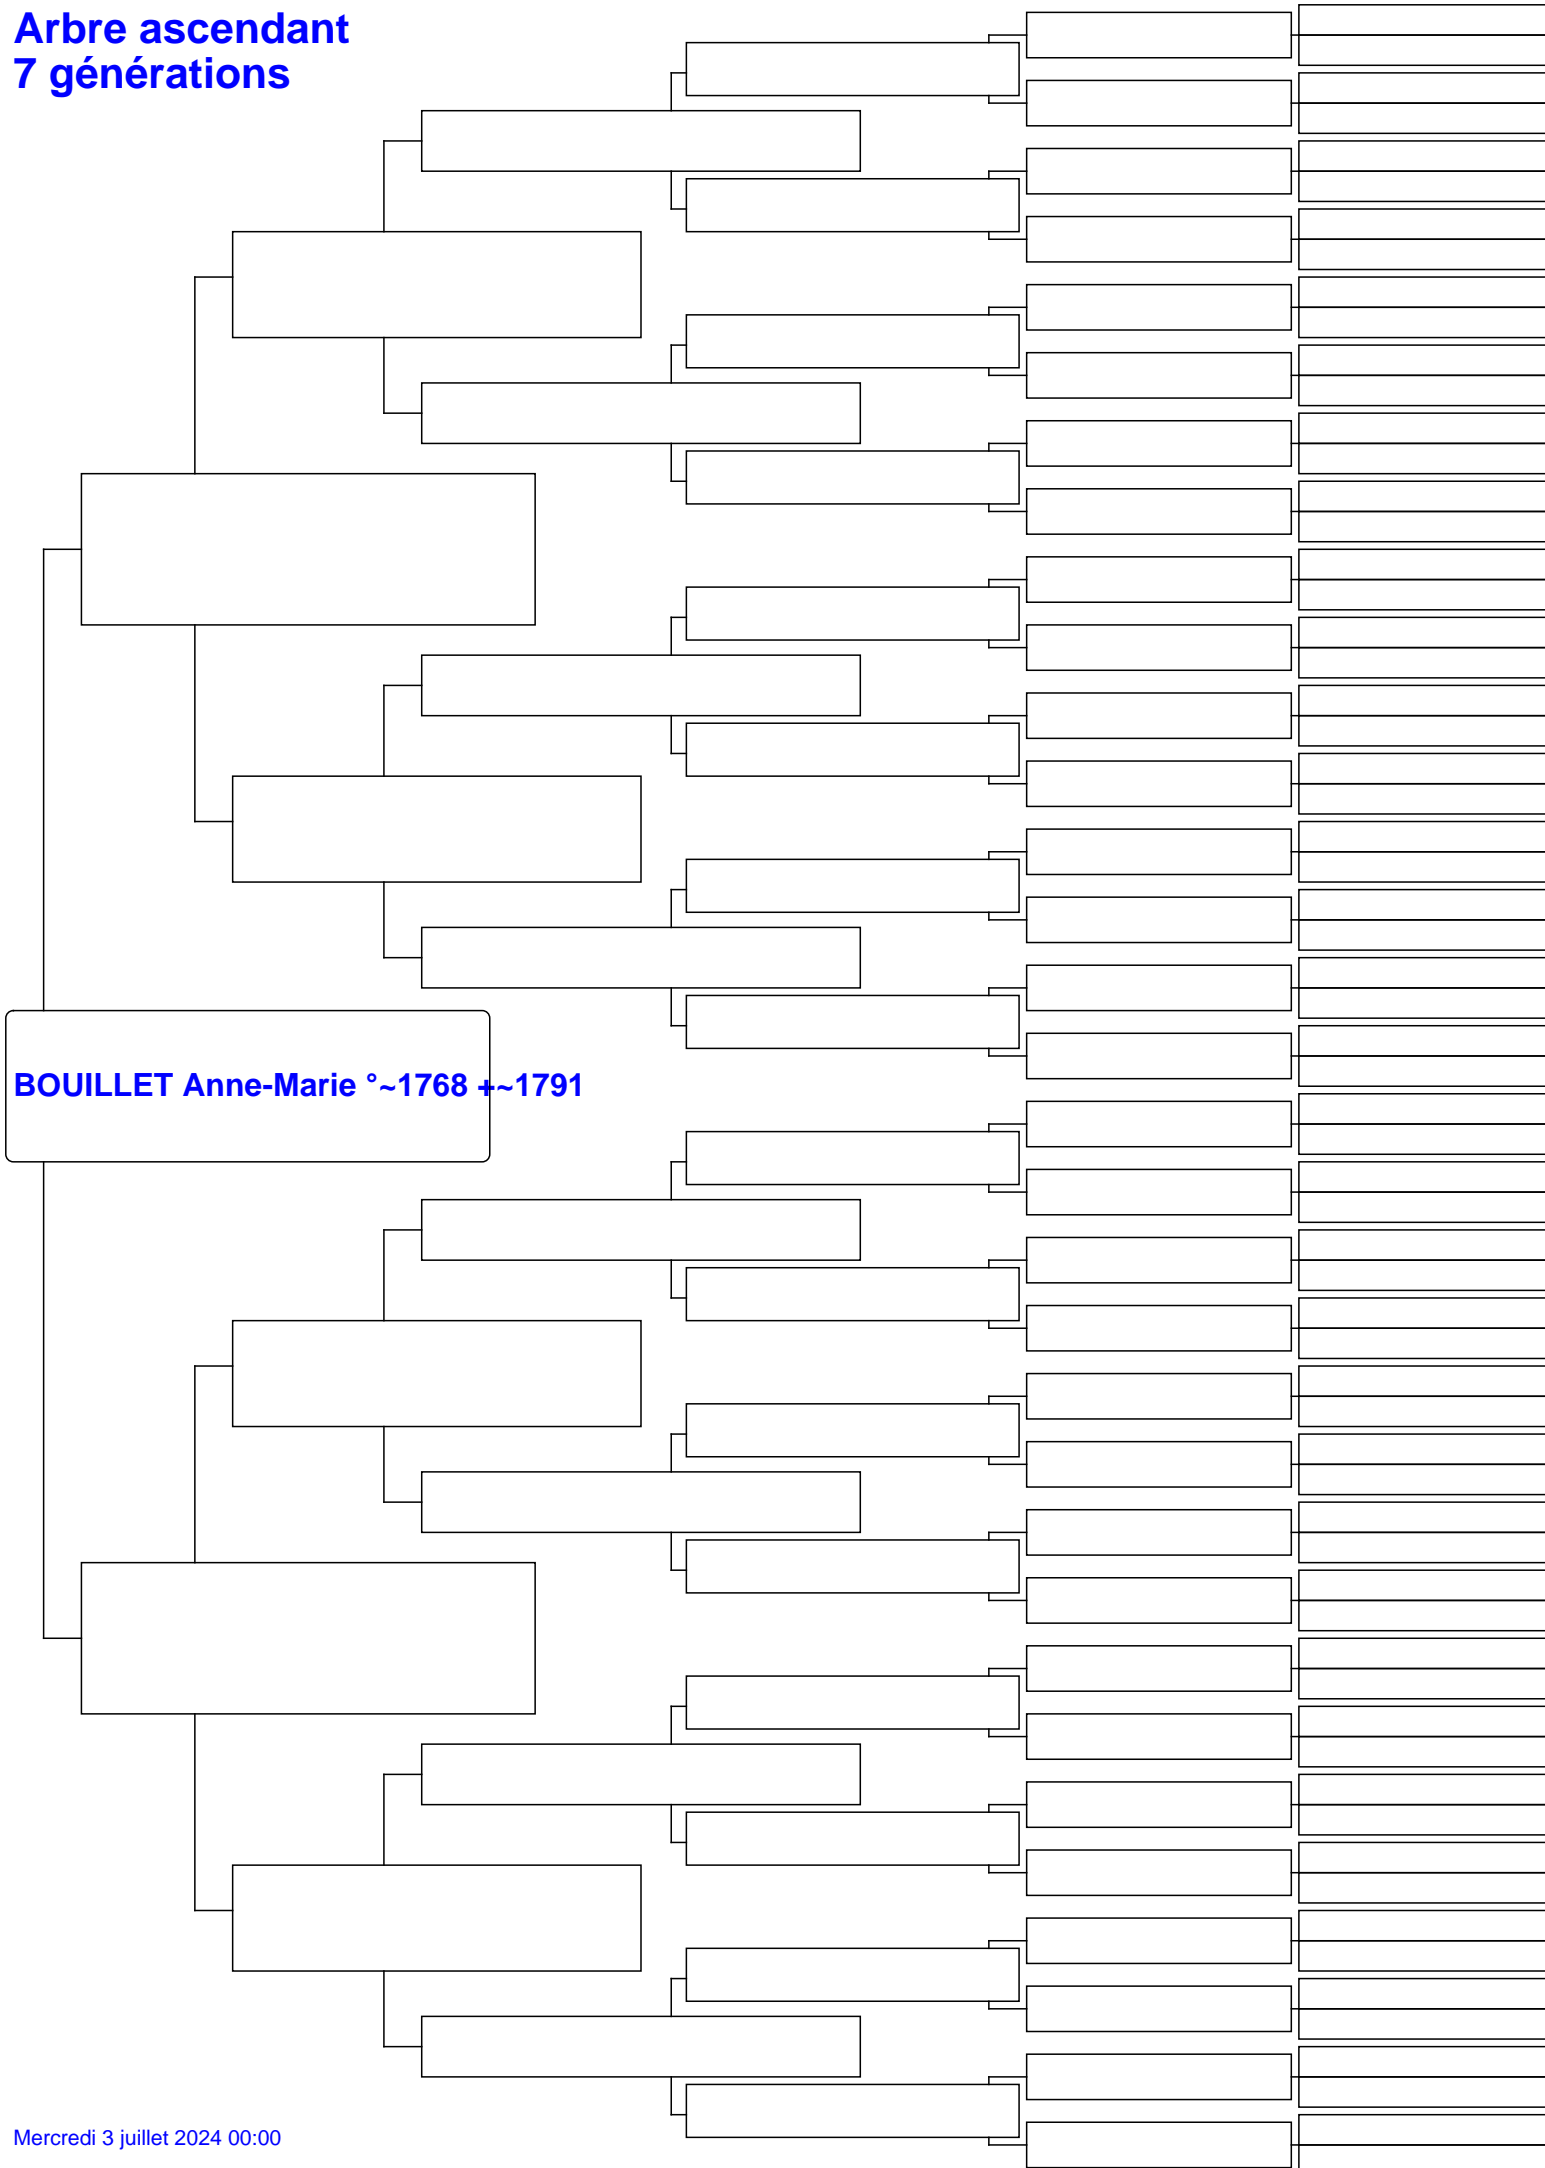 Arbre ascendant
7 générations
BOUILLET Anne-Marie °~1768 +~1791
Mercredi 3 juillet 2024 00:00